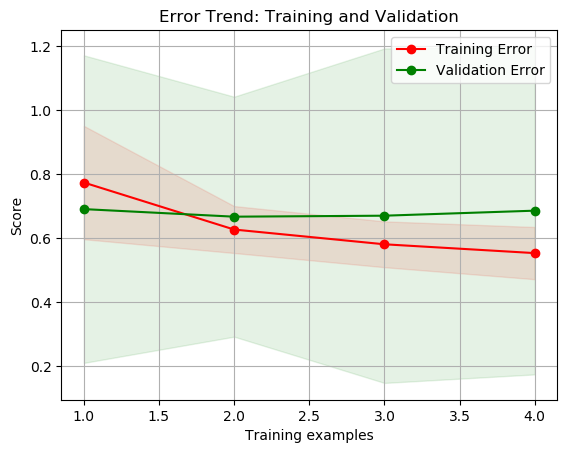 Error Trend: Training and Validation
Training Error
Validation Error
Score
1.2
1.0
0.8
0.6
0.4
0.2
1.0 1.5 2.0 2.5 3.0 3.5 4.0
Training examples